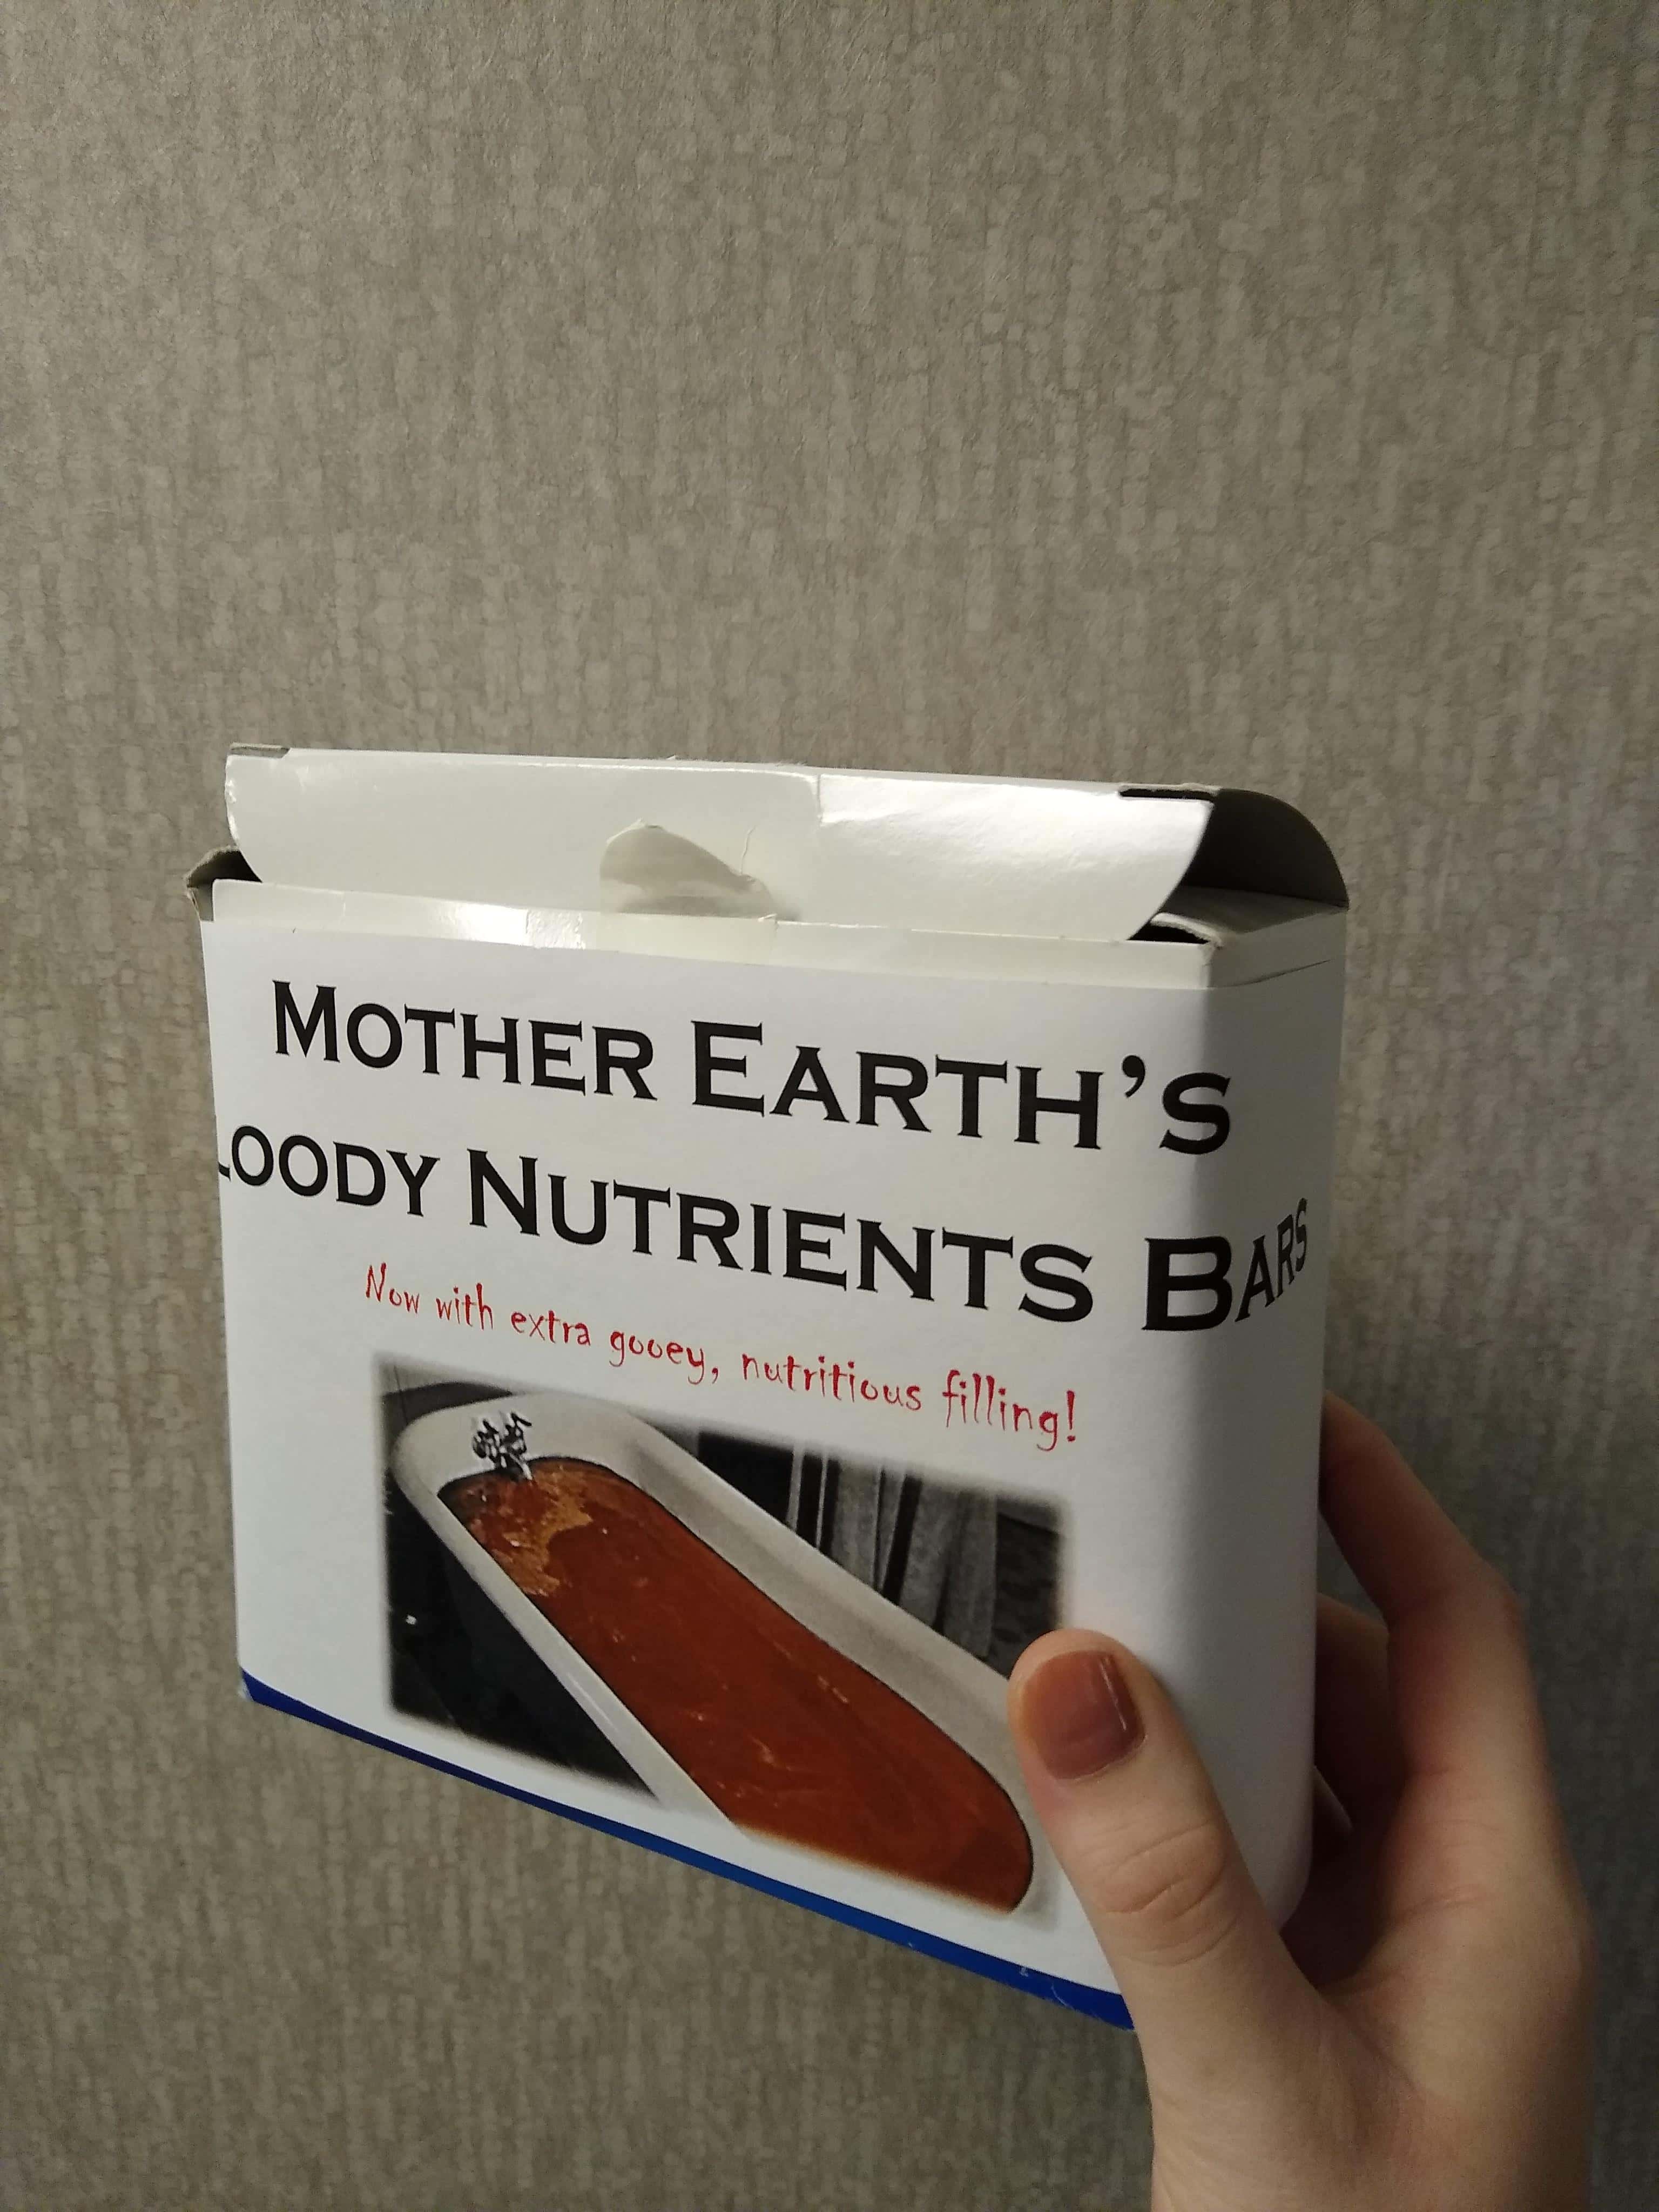 MOTHER EARTH'S
LOODY NUTRIENTS BARS
Now with extra gooey, nutritious filling!